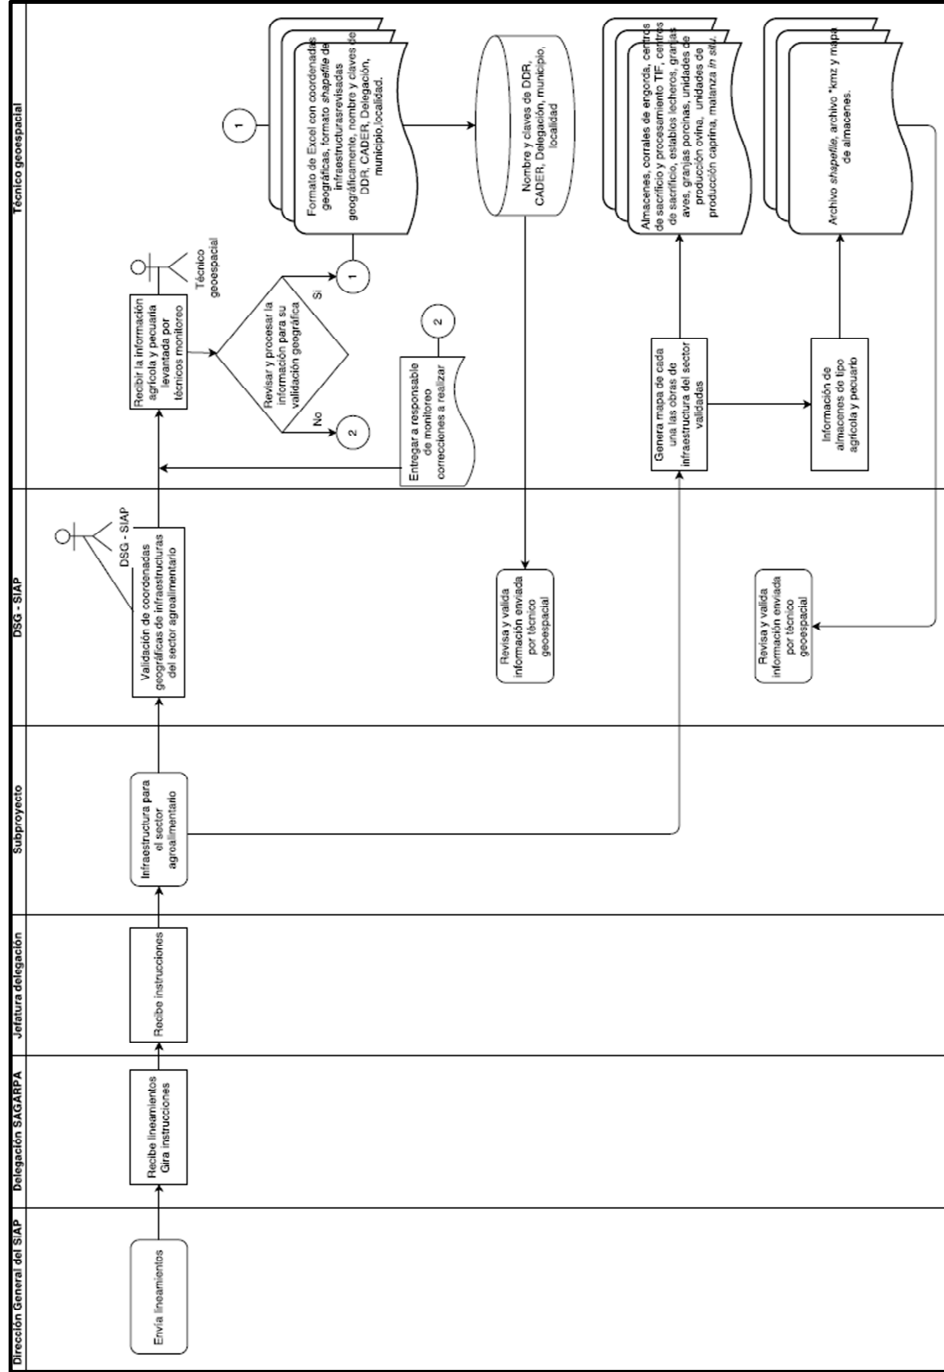 Dirección General del SIAP
Delegación SAGARPA
Jefatura delegación
Subproyecto
DSG - SIAP
Técnico geoespacial
Envía lineamientos
Recibe lineamientos
Gira instrucciones
Recibe instrucciones
Infraestructura para
el sector
agroalimentario
Validación de coordenadas
geográficas de infraestructuras
del sector agroalimentario
DSG - SIAP
Recibir la información
agrícola y pecuaria
levantada por
técnicos monitoreo
Técnico
geoespacial
Revisar y procesar la
información para su
validación geográfica
No
Si
2
1
1
Formato de Excel con coordenadas
geográficas, formato shapefile de
infraestructurasrevisadas
geográficamente, nombre y claves de
DDR, CADER, Delegación,
municipio,localidad.
Entregar a responsable
de monitoreo
correcciones a realizar
2
Nombre y claves de DDR,
CADER, Delegación, municipio,
localidad
Revisa y valida
información enviada
por técnico
geoespacial
Genera mapa de cada
una las obras de
infraestructura del sector
validadas
Almacenes, corrales de engorda, centros
de sacrificio y procesamiento TIF, centros
de sacrificio, establos lecheros, granjas
aves, granjas porcinas, unidades de
producción ovina, unidades de
producción caprina, matanza in situ.
Información de
almacenes de tipo
agrícola y pecuario
Archivo shapefile, archivo *kmz y mapa
de almacenes.
Revisa y valida
información enviada
por técnico
geoespacial